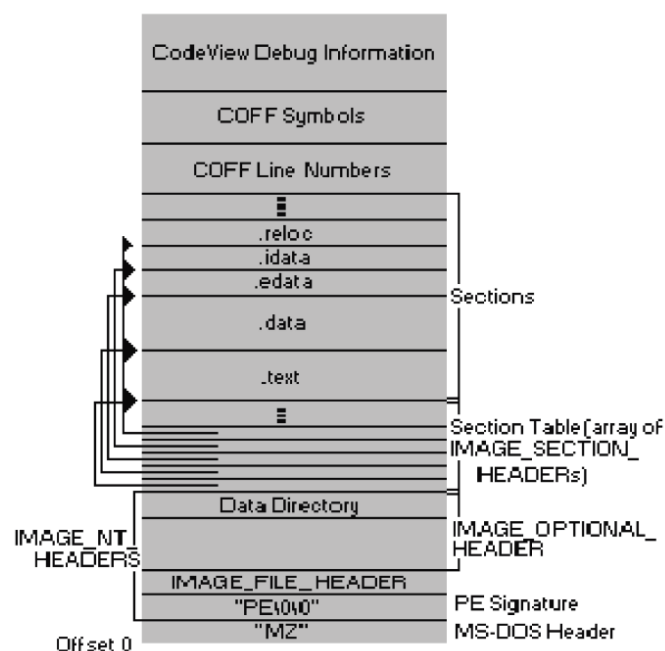 CodeView Debug Information
COFF Symbols
COFF Line Numbers
.reloc
.idata
.edata
.data
.text
Sections
Section Table(array of
IMAGE_SECTION_
HEADERs)
Data Directory
IMAGE_OPTIONAL_
HEADER
IMAGE_NT_
HEADERS
IMAGE_FILE_HEADER
"PE\0\0"
PE Signature
"MZ"
MS-DOS Header
Offset 0